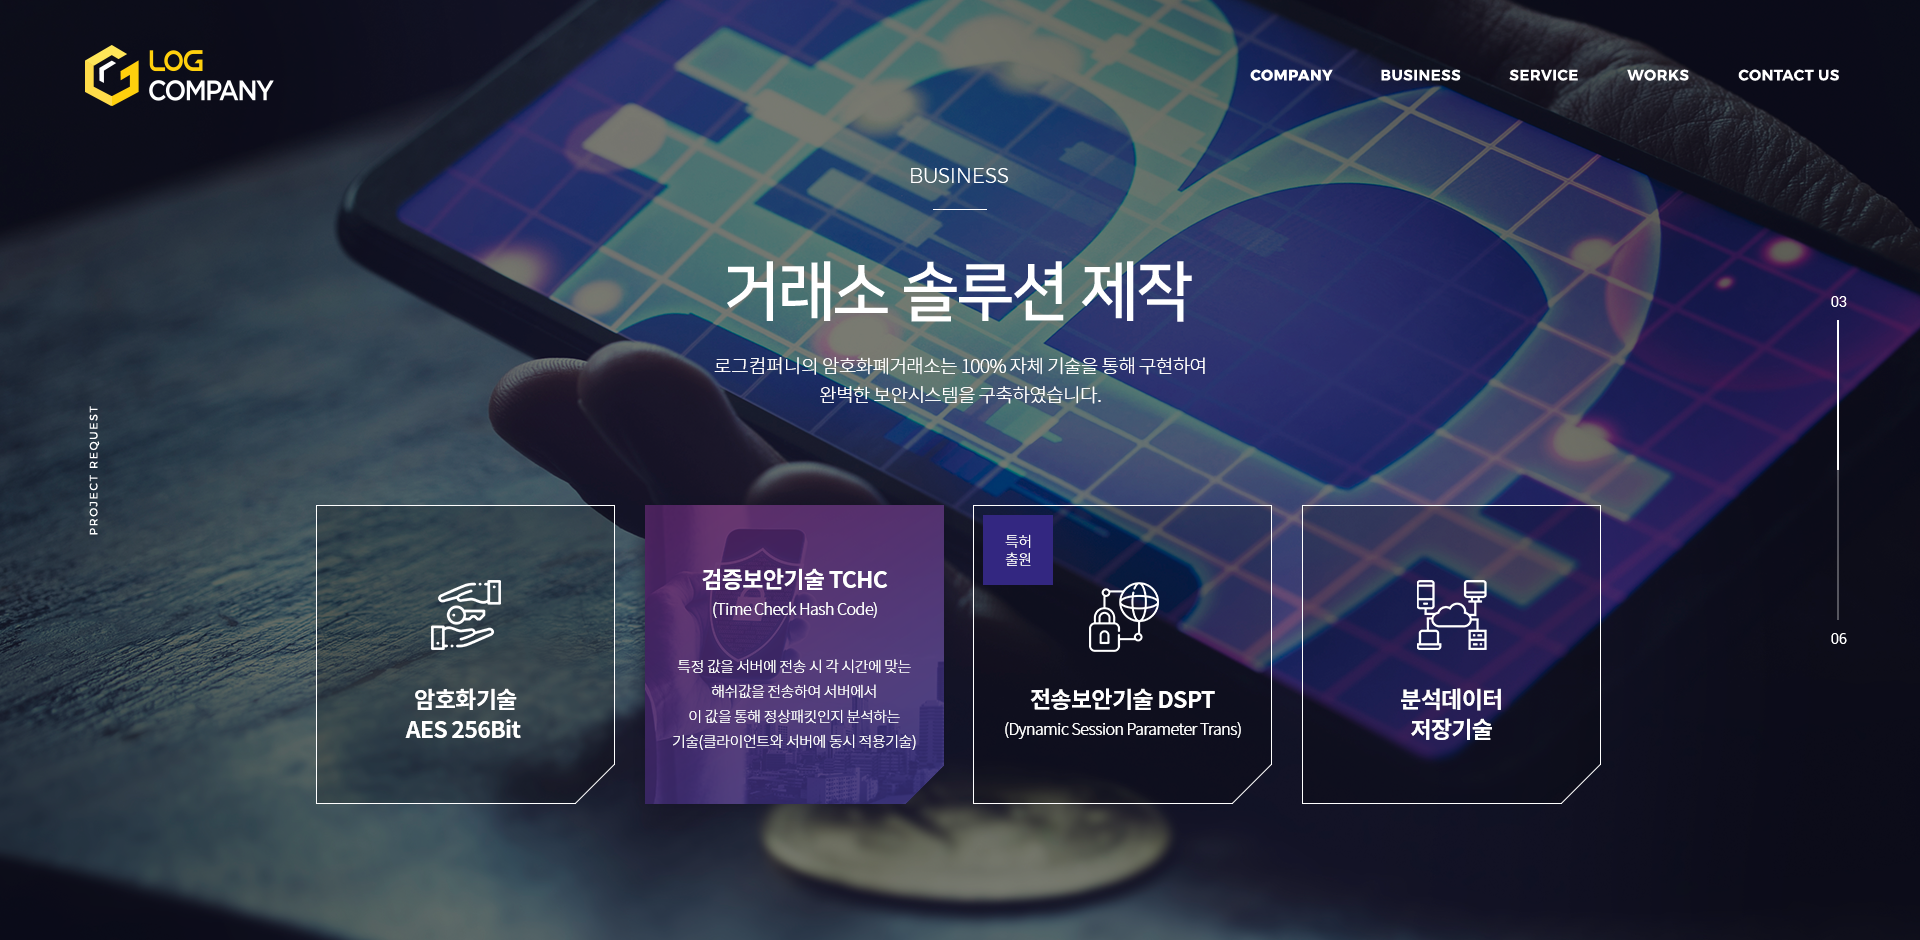 LOG
COMPANY
COMPANY
BUSINESS
SERVICE
WORKS
CONTACT US
BUSINESS
거래소 솔루션 제작
로그컴퍼니의 암호화폐거래소는 100% 자체 기술을 통해 구현하여
완벽한 보안시스템을 구축하였습니다.
03
06
PROJECT REQUEST
암호화기술
AES 256Bit
검증보안기술 TCHC
(Time Check Hash Code)
특정 값을 서버에 전송 시 각 시간에 맞는
해쉬값을 전송하여 서버에서
이 값을 통해 정상패킷인지 분석하는
기술(클라이언트와 서버에 동시 적용기술)
특허
출원
전송보안기술 DSPT
(Dynamic Session Parameter Trans)
분석데이터
저장기술